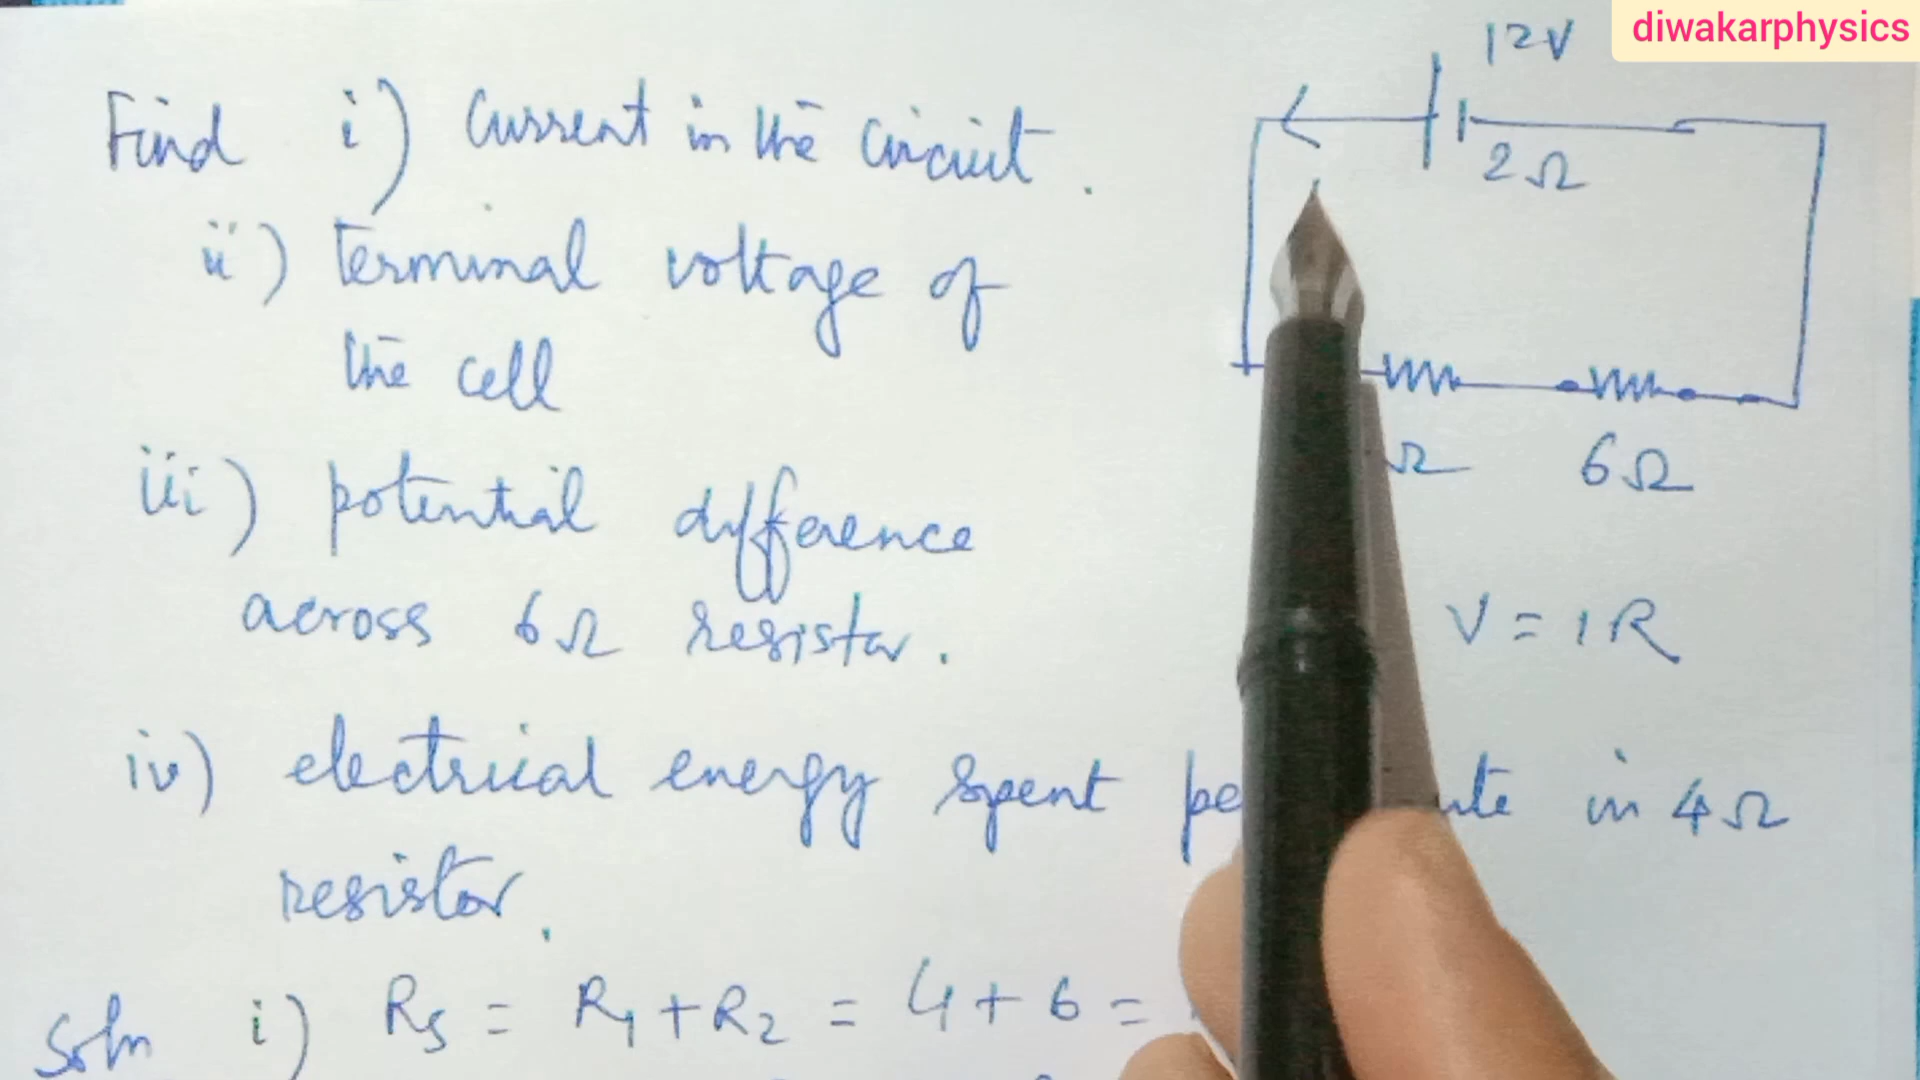 diwakarphysics
12V
2Ω
Find i) Current in the circuit.
ii) terminal voltage of
the cell
Ω 6Ω
iii) potential difference
across 6Ω resistor.
V = IR
iv) electrical energy spent in 4Ω
resistor.
Soln i) Rs = R1 + R2 = 4 + 6 =